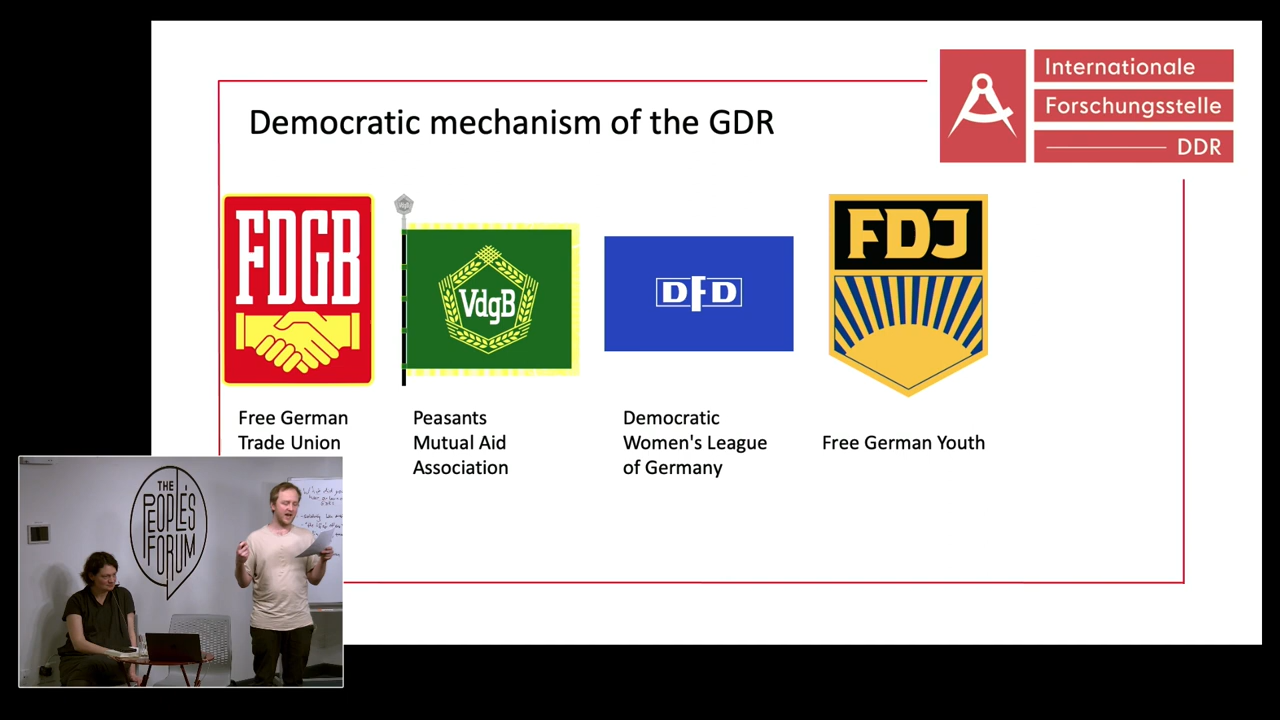 Internationale
Forschungsstelle
DDR
Democratic mechanism of the GDR
FDGB
VdgB
DFD
FDJ
Free German
Trade Union
Peasants
Mutual Aid
Association
Democratic
Women's League
of Germany
Free German Youth
THE
PEOPLE'S
FORUM